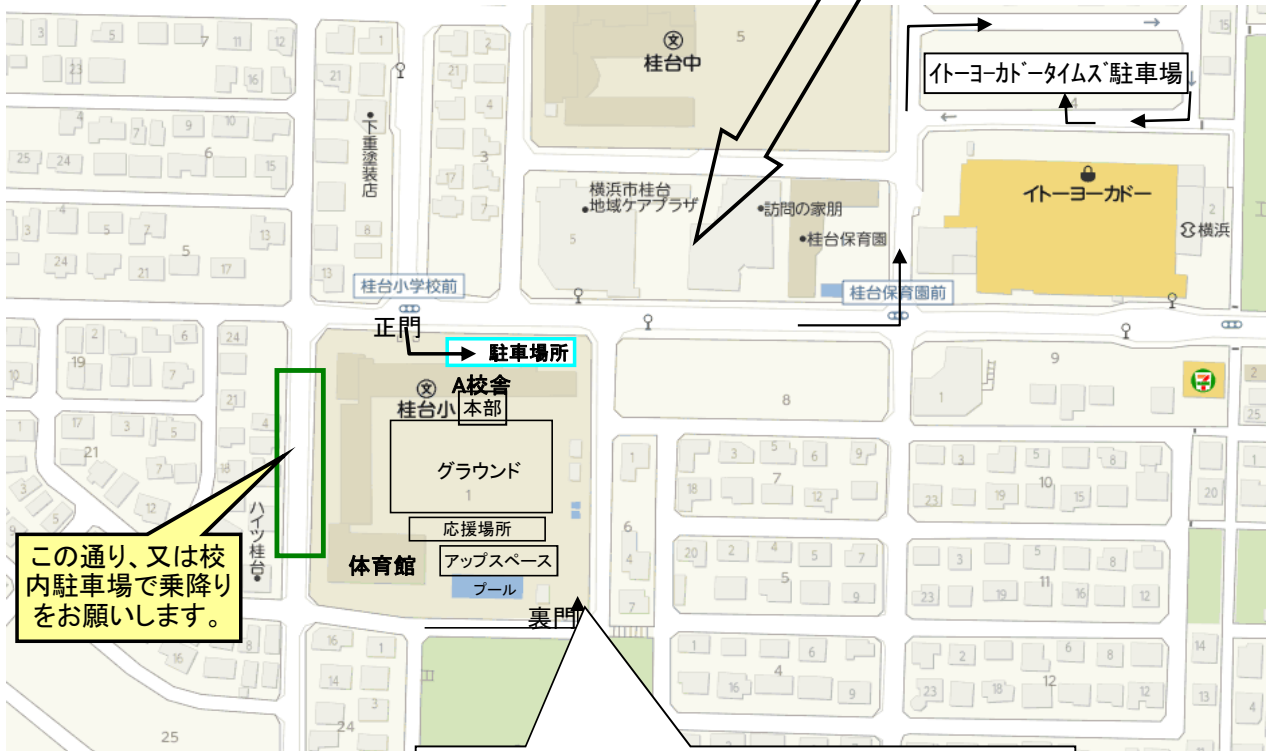 桂台中
イトーヨーカドータイムズ駐車場
下重塗装店
横浜市桂台
地域ケアプラザ
訪問の家朋
桂台保育園
イトーヨーカドー
横浜
桂台小学校前
桂台保育園前
正門
駐車場所
A校舎
桂台小
本部
グラウンド
1
応援場所
体育館
アップスペース
プール
裏門
ハイツ桂台
この通り、又は校
内駐車場で乗降り
をお願いします。